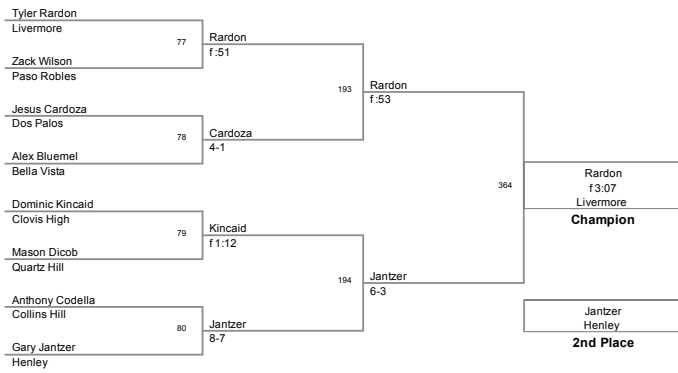 Tyler Rardon
Livermore
77
Zack Wilson
Paso Robles
Rardon
f :51
Jesus Cardoza
Dos Palos
78
Alex Bluemel
Bella Vista
Cardoza
4-1
193
Rardon
f :53
Dominic Kincaid
Clovis High
79
Mason Dicob
Quartz Hill
Kincaid
f 1:12
Anthony Codella
Collins Hill
80
Gary Jantzer
Henley
Jantzer
8-7
194
Jantzer
6-3
364
Rardon
f 3:07
Livermore
Champion
Jantzer
Henley
2nd Place